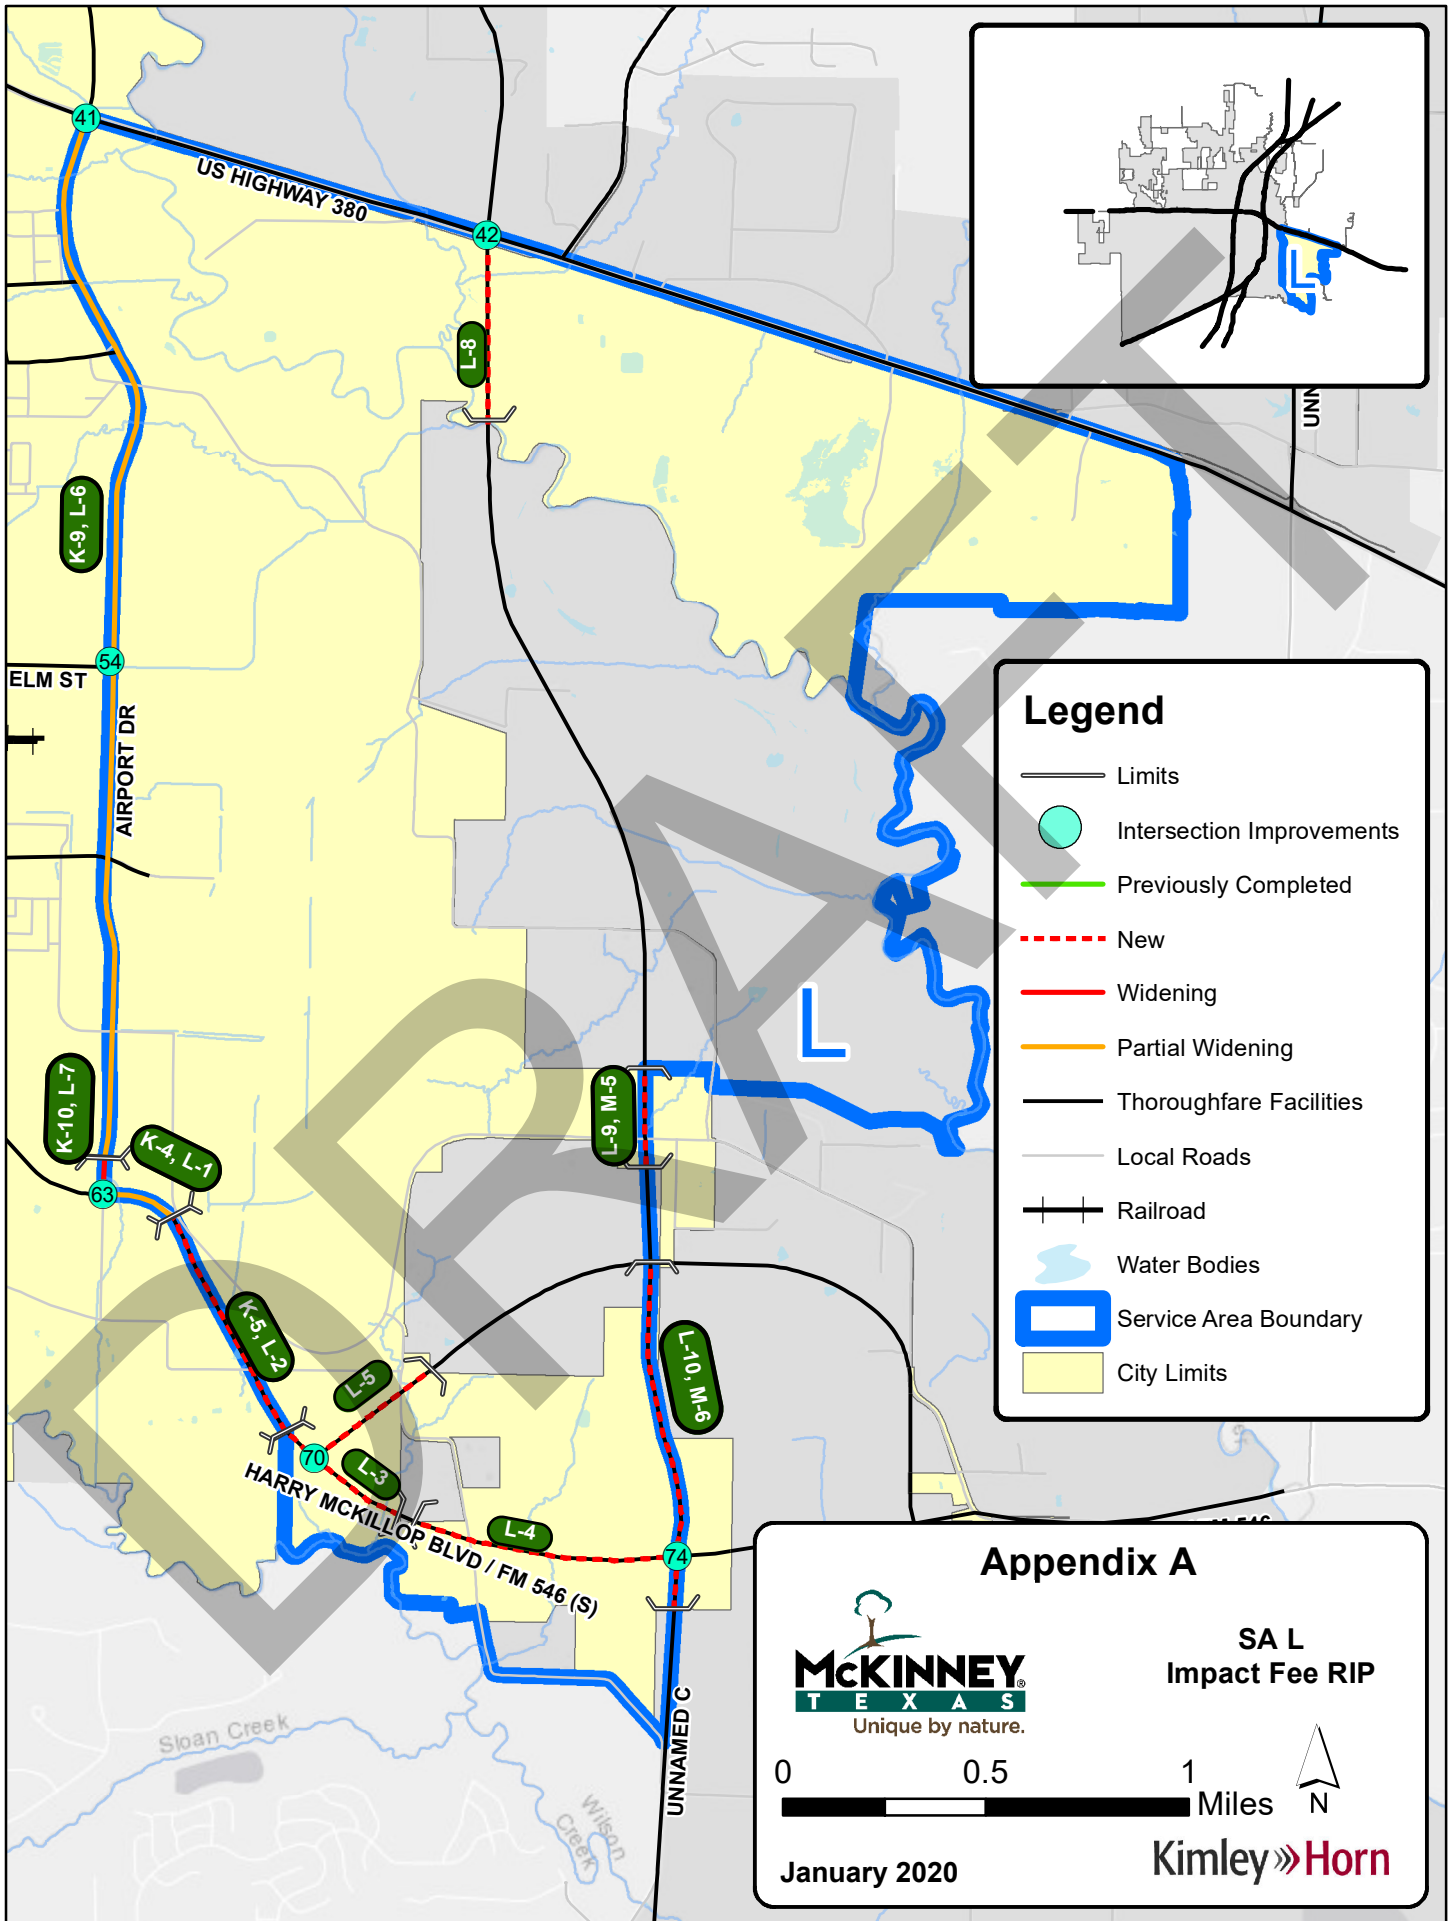 41
US HIGHWAY 380
42
L-8
UNN
K-9, L-6
54
ELM ST
AIRPORT DR
L
L
K-10, L-7
K-4, L-1
63
L-9, M-5
K-5, L-2
L-5
L-10, M-6
70
L-3
HARRY MCKILLOP BLVD / FM 546 (S)
L-4
74
UNNAMED C
Sloan Creek
Wilson
Creek
DRAFT
Legend
Limits
Intersection Improvements
Previously Completed
New
Widening
Partial Widening
Thoroughfare Facilities
Local Roads
Railroad
Water Bodies
Service Area Boundary
City Limits
Appendix A
McKINNEY®
TEXAS
Unique by nature.
SA L
Impact Fee RIP
0 0.5 1
Miles
N
January 2020
Kimley»Horn